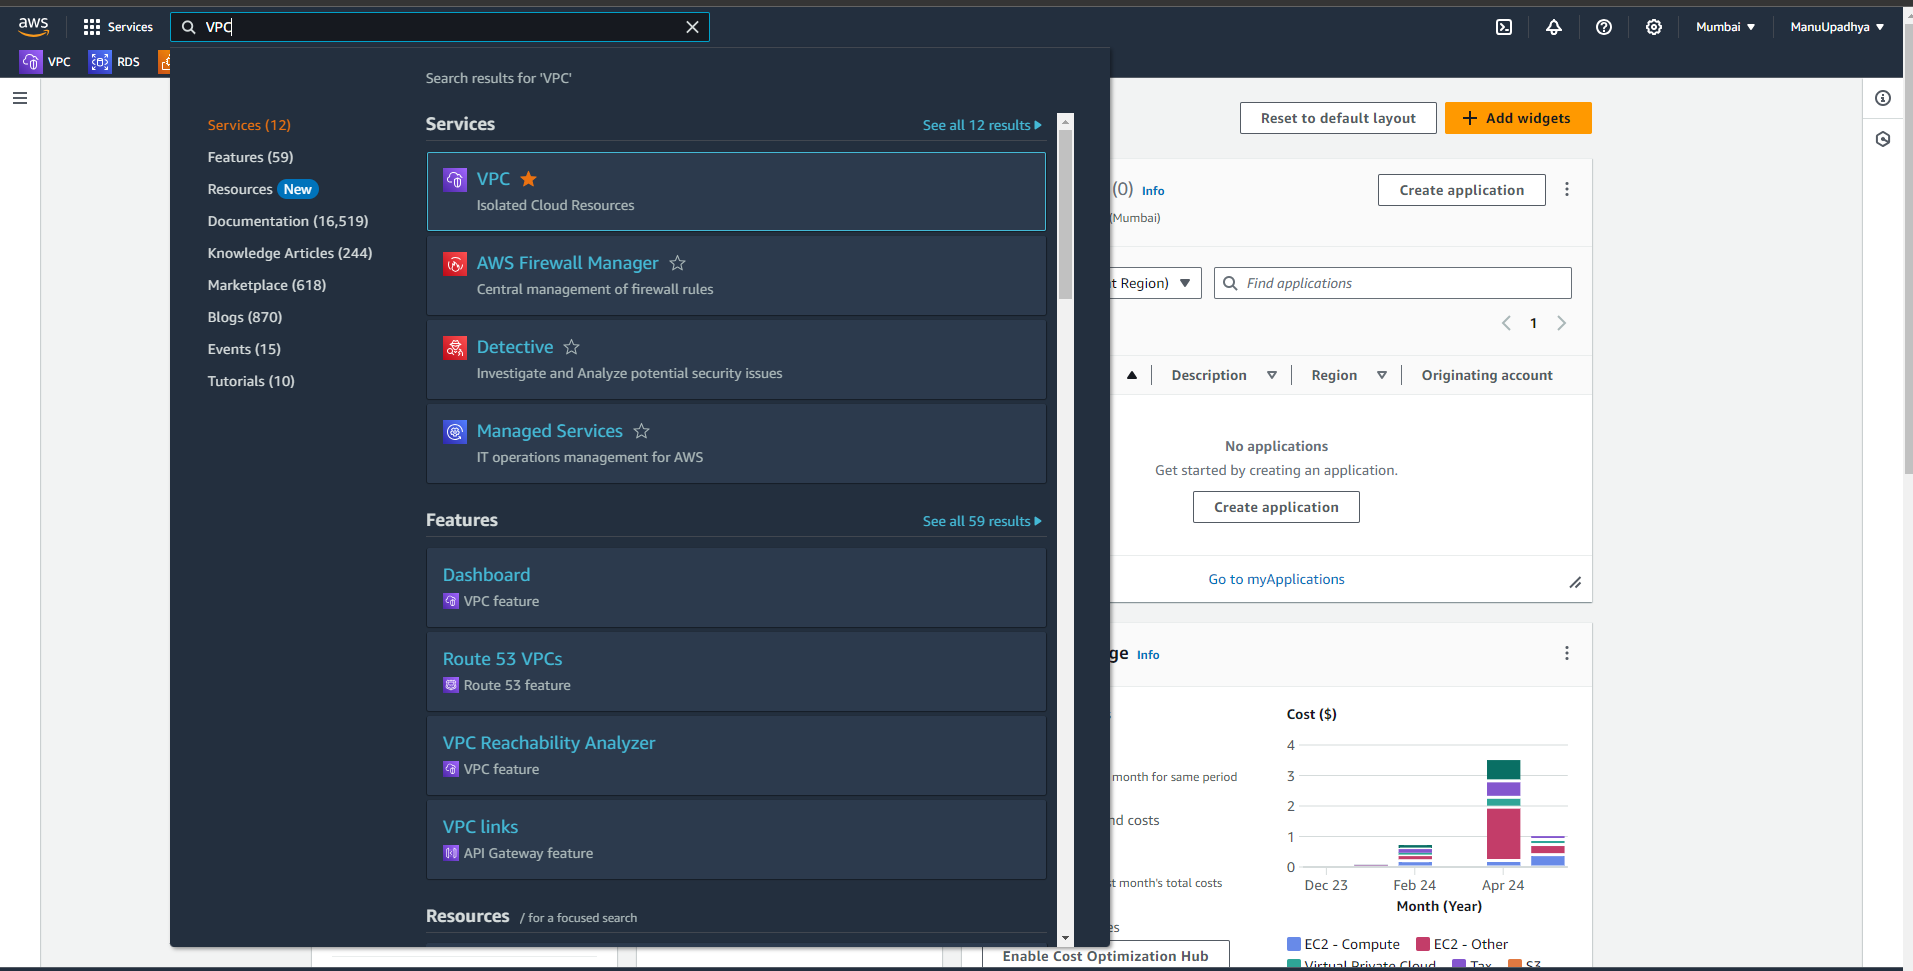 aws
Services
VPC
Mumbai
ManuUpadhya
VPC
RDS
Search results for 'VPC'
Services (12)
Features (59)
Resources New
Documentation (16,519)
Knowledge Articles (244)
Marketplace (618)
Blogs (870)
Events (15)
Tutorials (10)
Services
See all 12 results
VPC
Isolated Cloud Resources
AWS Firewall Manager
Central management of firewall rules
Detective
Investigate and Analyze potential security issues
Managed Services
IT operations management for AWS
Features
See all 59 results
Dashboard
VPC feature
Route 53 VPCs
Route 53 feature
VPC Reachability Analyzer
VPC feature
VPC links
API Gateway feature
Resources / for a focused search
Reset to default layout
+ Add widgets
(0) Info
(Mumbai)
Create application
t Region)
Find applications
1
Description
Region
Originating account
No applications
Get started by creating an application.
Create application
Go to myApplications
ge Info
month for same period
nd costs
st month's total costs
es
Enable Cost Optimization Hub
Cost ($)
4
3
2
1
0
Dec 23
Feb 24
Apr 24
Month (Year)
EC2 - Compute
EC2 - Other
Virtual Private Cloud
Tax
S3